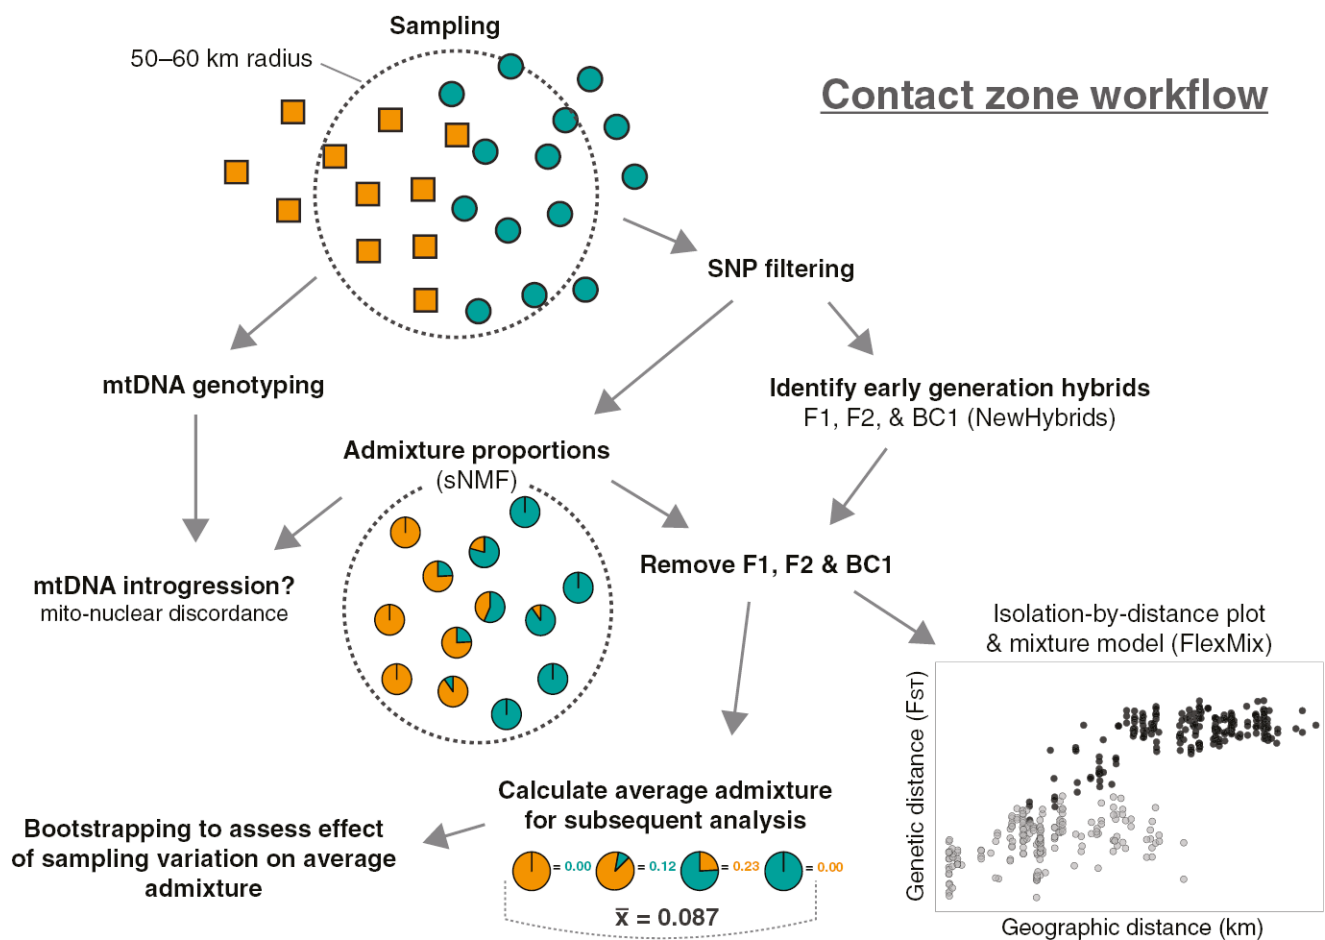 Sampling
50–60 km radius
Contact zone workflow
SNP filtering
mtDNA genotyping
Identify early generation hybrids
F1, F2, & BC1 (NewHybrids)
Admixture proportions
(sNMF)
Remove F1, F2 & BC1
mtDNA introgression?
mito-nuclear discordance
Isolation-by-distance plot
& mixture model (FlexMix)
Genetic distance (FST)
Geographic distance (km)
Calculate average admixture
for subsequent analysis
= 0.00 = 0.12 = 0.23 = 0.00
x̅ = 0.087
Bootstrapping to assess effect
of sampling variation on average
admixture